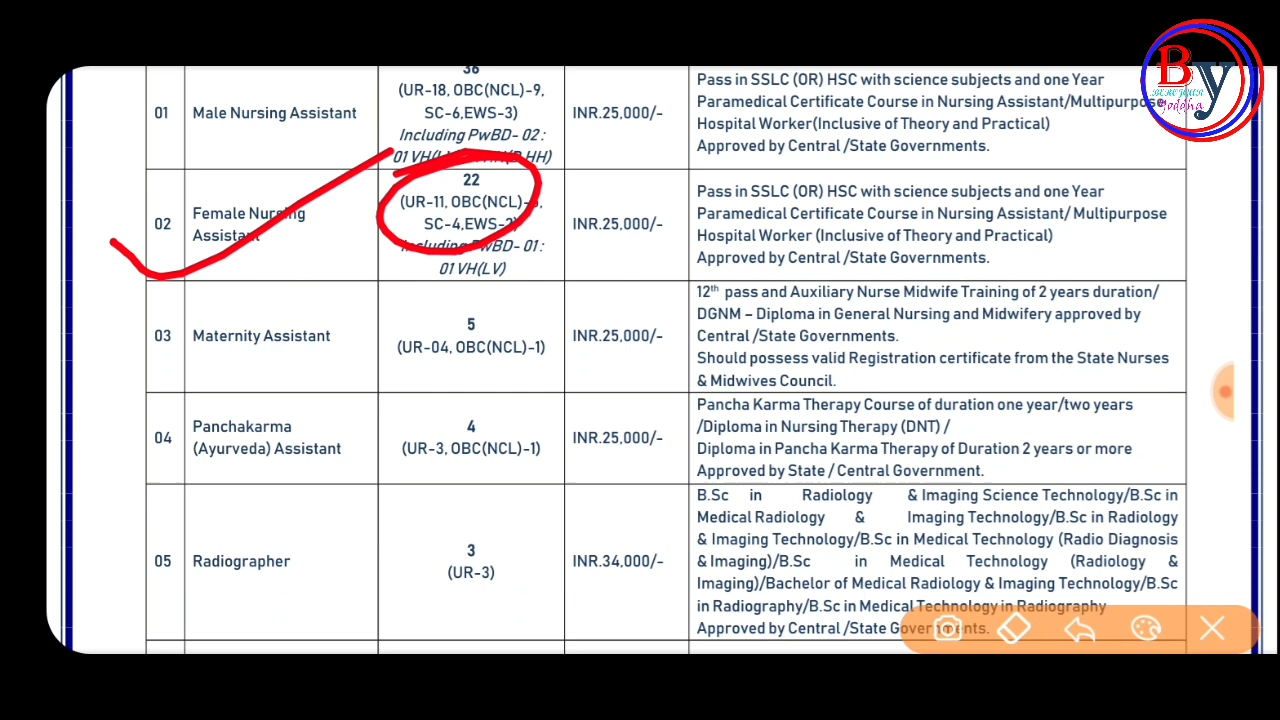 36
01 Male Nursing Assistant (UR-18, OBC(NCL)-9, SC-6,EWS-3) INR.25,000/-
Including PwBD- 02 :
01 VH(
HH)
Pass in SSLC (OR) HSC with science subjects and one Year
Paramedical Certificate Course in Nursing Assistant/Multipurpose
Hospital Worker(Inclusive of Theory and Practical)
Approved by Central /State Governments.
02
Female Nursing
Assistant
22
(UR-11, OBC(NCL)-
SC-4,EWS-2)
Including PwBD- 01 :
01 VH(LV)
INR.25,000/-
Pass in SSLC (OR) HSC with science subjects and one Year
Paramedical Certificate Course in Nursing Assistant/ Multipurpose
Hospital Worker (Inclusive of Theory and Practical)
Approved by Central /State Governments.
03
Maternity Assistant
5
(UR-04, OBC(NCL)-1)
INR.25,000/-
12th pass and Auxiliary Nurse Midwife Training of 2 years duration/
DGNM – Diploma in General Nursing and Midwifery approved by
Central /State Governments.
Should possess valid Registration certificate from the State Nurses
& Midwives Council.
04
Panchakarma
(Ayurveda) Assistant
4
(UR-3, OBC(NCL)-1)
INR.25,000/-
Pancha Karma Therapy Course of duration one year/two years
/Diploma in Nursing Therapy (DNT) /
Diploma in Pancha Karma Therapy of Duration 2 years or more
Approved by State / Central Government.
05
Radiographer
3
(UR-3)
INR.34,000/-
B.Sc in Radiology & Imaging Science Technology/B.Sc in
Medical Radiology & Imaging Technology/B.Sc in Radiology
& Imaging Technology/B.Sc in Medical Technology (Radio Diagnosis
& Imaging)/B.Sc in Medical Technology (Radiology &
Imaging)/Bachelor of Medical Radiology & Imaging Technology/B.Sc
in Radiography/B.Sc in Medical Technology in Radiography
Approved by Central /State Governments.
By
Yoddha